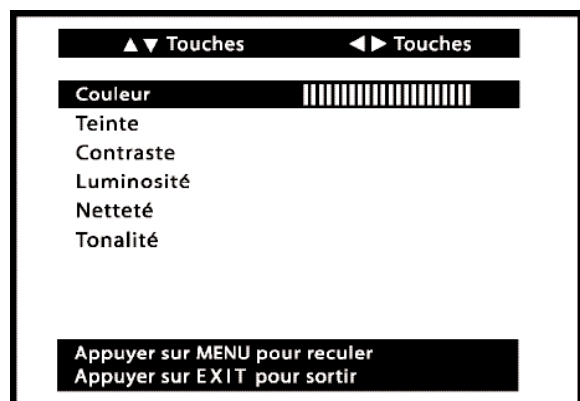 ▲▼ Touches ◀▶ Touches
Couleur
Teinte
Contraste
Luminosité
Netteté
Tonalité
Appuyer sur MENU pour reculer
Appuyer sur EXIT pour sortir